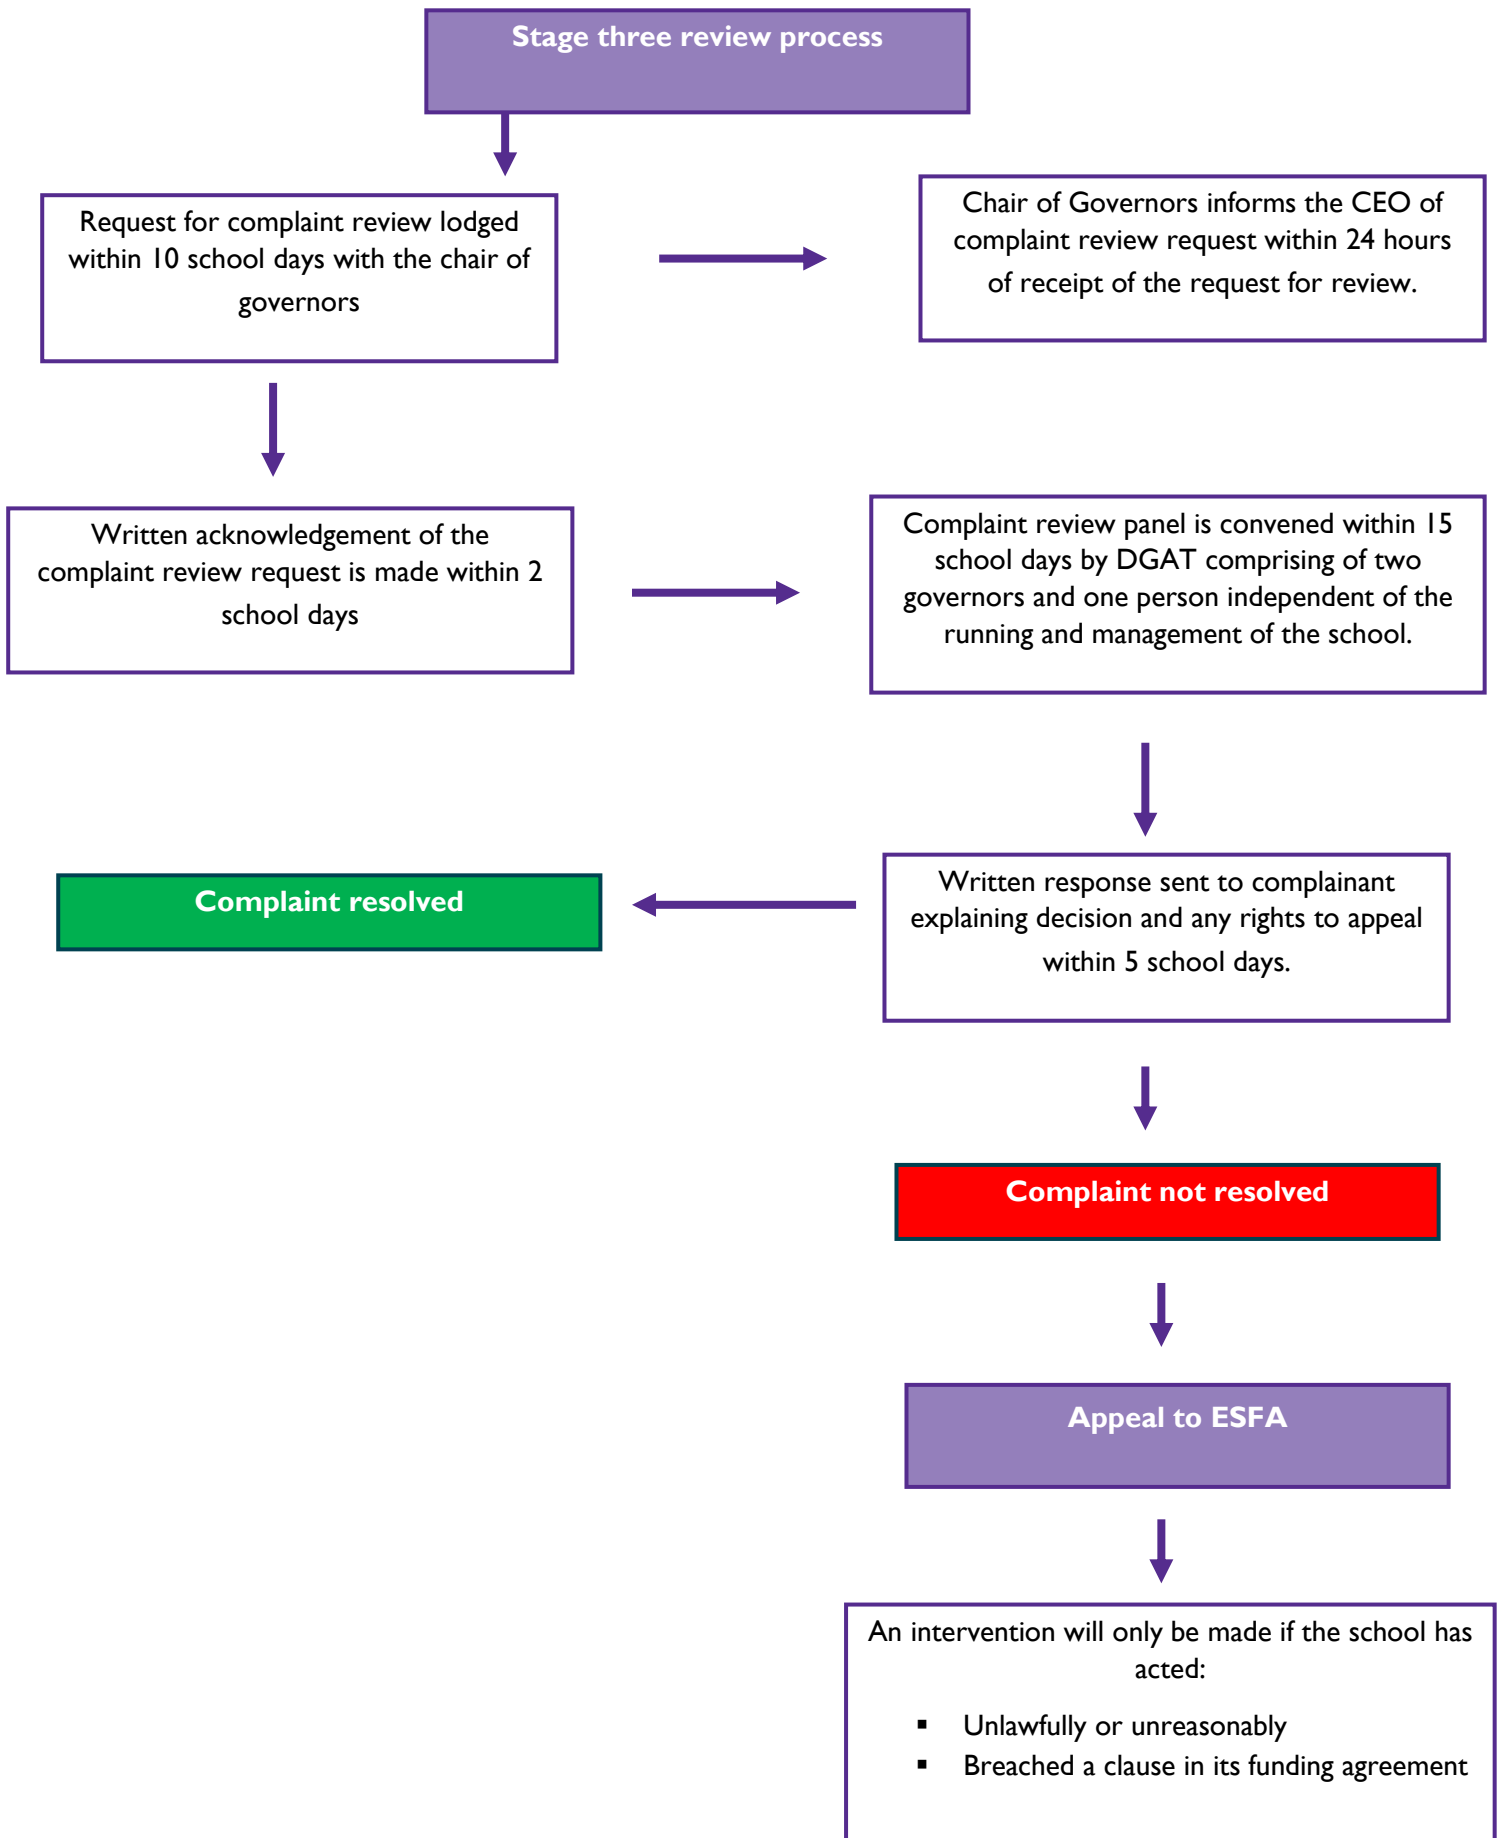 Stage three review process
Request for complaint review lodged
within 10 school days with the chair of
governors
Chair of Governors informs the CEO of
complaint review request within 24 hours
of receipt of the request for review.
Written acknowledgement of the
complaint review request is made within 2
school days
Complaint review panel is convened within 15
school days by DGAT comprising of two
governors and one person independent of the
running and management of the school.
Written response sent to complainant
explaining decision and any rights to appeal
within 5 school days.
Complaint resolved
Complaint not resolved
Appeal to ESFA
An intervention will only be made if the school has
acted:
▪ Unlawfully or unreasonably
▪ Breached a clause in its funding agreement